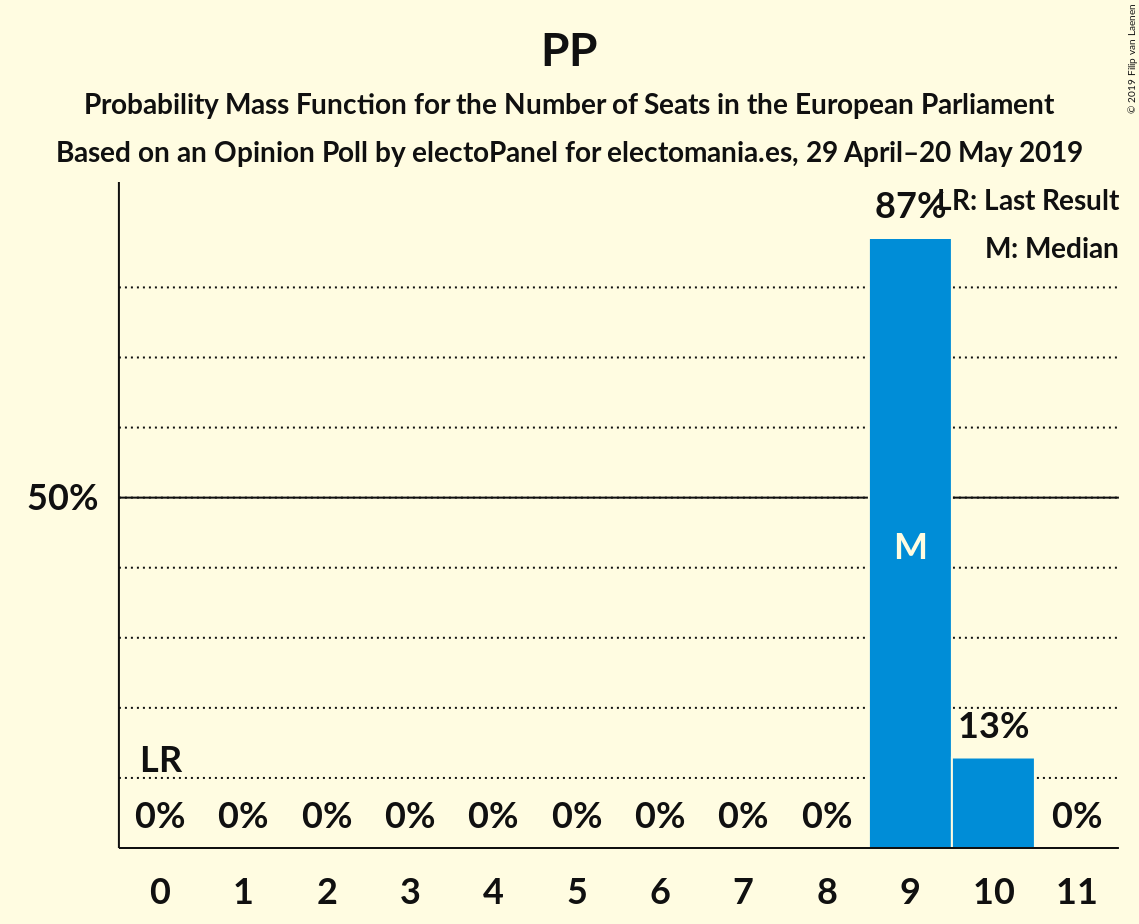 PP
Probability Mass Function for the Number of Seats in the European Parliament
Based on an Opinion Poll by electoPanel for electomania.es, 29 April–20 May 2019
© 2019 Filip van Laenen
LR: Last Result
M: Median
87%
50%
M
13%
LR
0% 0% 0% 0% 0% 0% 0% 0% 0% 0%
0 1 2 3 4 5 6 7 8 9 10 11